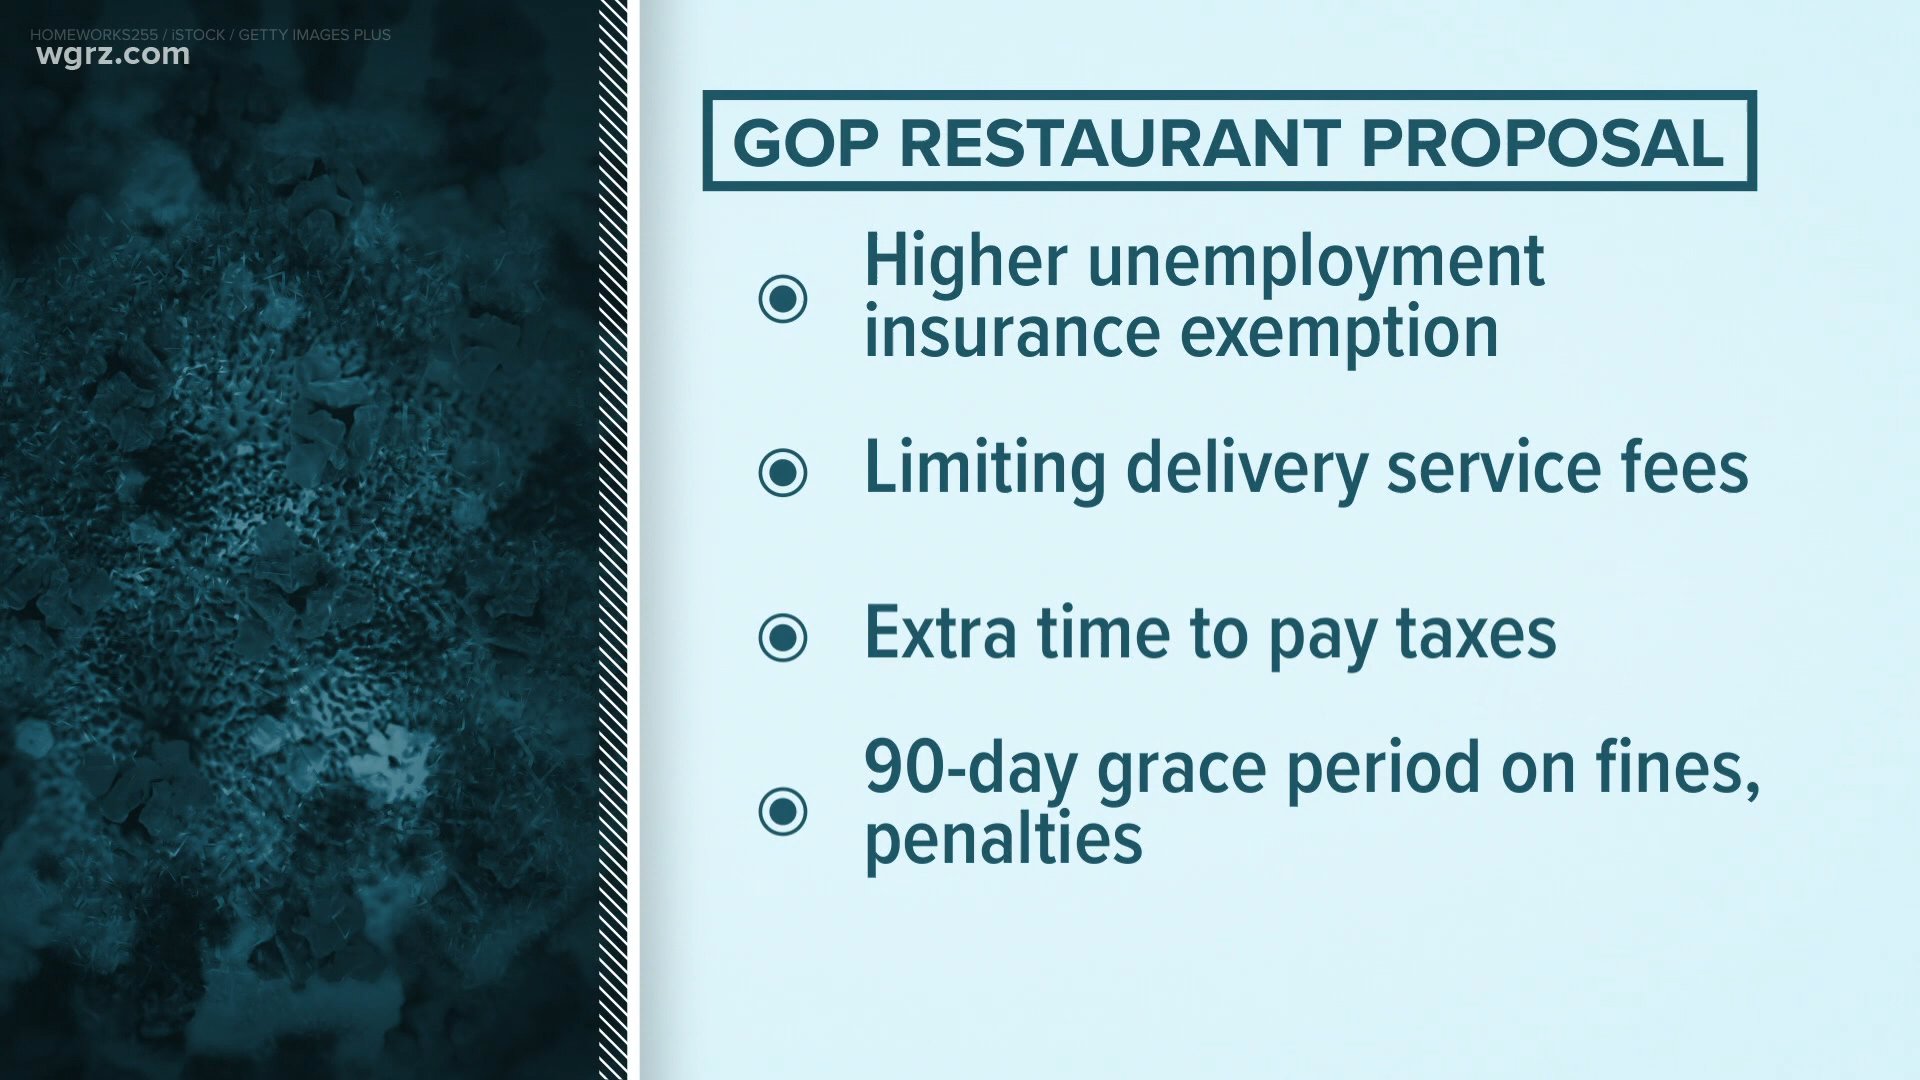 HOMEWORKS255 / iSTOCK / GETTY IMAGES PLUS
wgrz.com
GOP RESTAURANT PROPOSAL
Higher unemployment
insurance exemption
Limiting delivery service fees
Extra time to pay taxes
90-day grace period on fines,
penalties